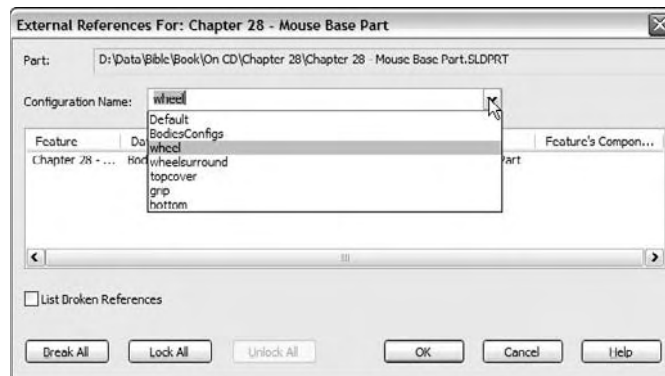 External References For: Chapter 28 - Mouse Base Part
Part: D:\Data\Bible\Book\On CD\Chapter 28\Chapter 28 - Mouse Base Part.SLDPRT
Configuration Name: wheel
Default
BodiesConfigs
wheel
wheelsurround
topcover
grip
bottom
Feature Da Feature's Compon...
Chapter 28 - ... Bod Part
List Broken References
Break All Lock All Unlock All OK Cancel Help